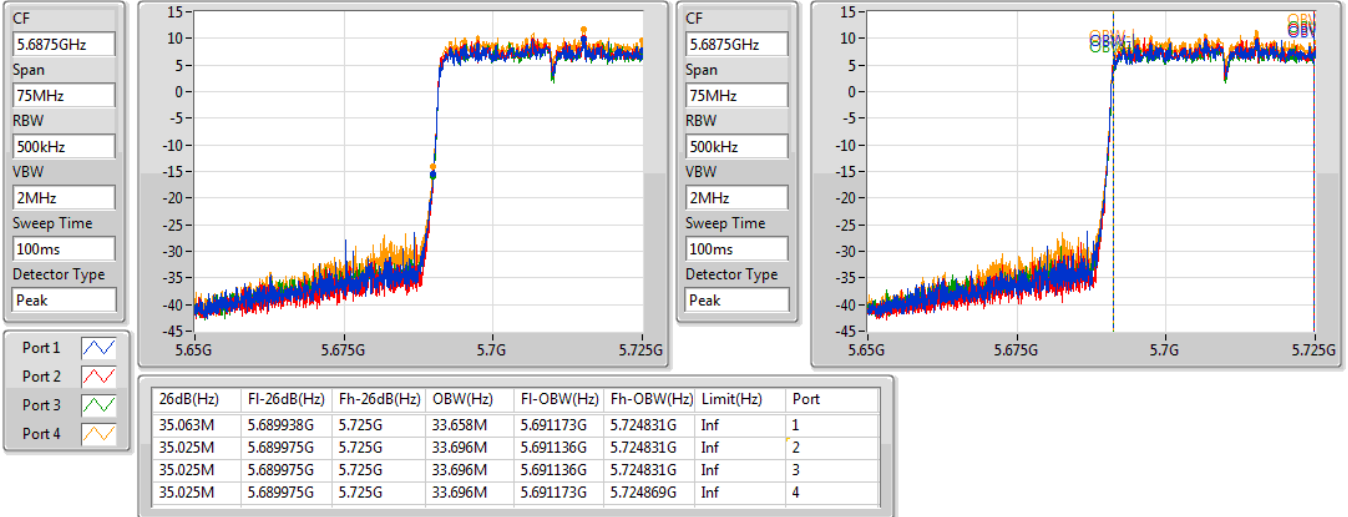 CF
5.6875GHz
Span
75MHz
RBW
500kHz
VBW
2MHz
Sweep Time
100ms
Detector Type
Peak
15
10
5
0
-5
-10
-15
-20
-25
-30
-35
-40
-45
5.65G 5.675G 5.7G 5.725G
CF
5.6875GHz
Span
75MHz
RBW
500kHz
VBW
2MHz
Sweep Time
100ms
Detector Type
Peak
15
10
5
0
-5
-10
-15
-20
-25
-30
-35
-40
-45
5.65G 5.675G 5.7G 5.725G
Port 1
Port 2
Port 3
Port 4
26dB(Hz) Fl-26dB(Hz) Fh-26dB(Hz) OBW(Hz) Fl-OBW(Hz) Fh-OBW(Hz) Limit(Hz) Port
35.063M 5.689938G 5.725G 33.658M 5.691173G 5.724831G Inf 1
35.025M 5.689975G 5.725G 33.696M 5.691136G 5.724831G Inf 2
35.025M 5.689975G 5.725G 33.696M 5.691136G 5.724831G Inf 3
35.025M 5.689975G 5.725G 33.696M 5.691173G 5.724869G Inf 4